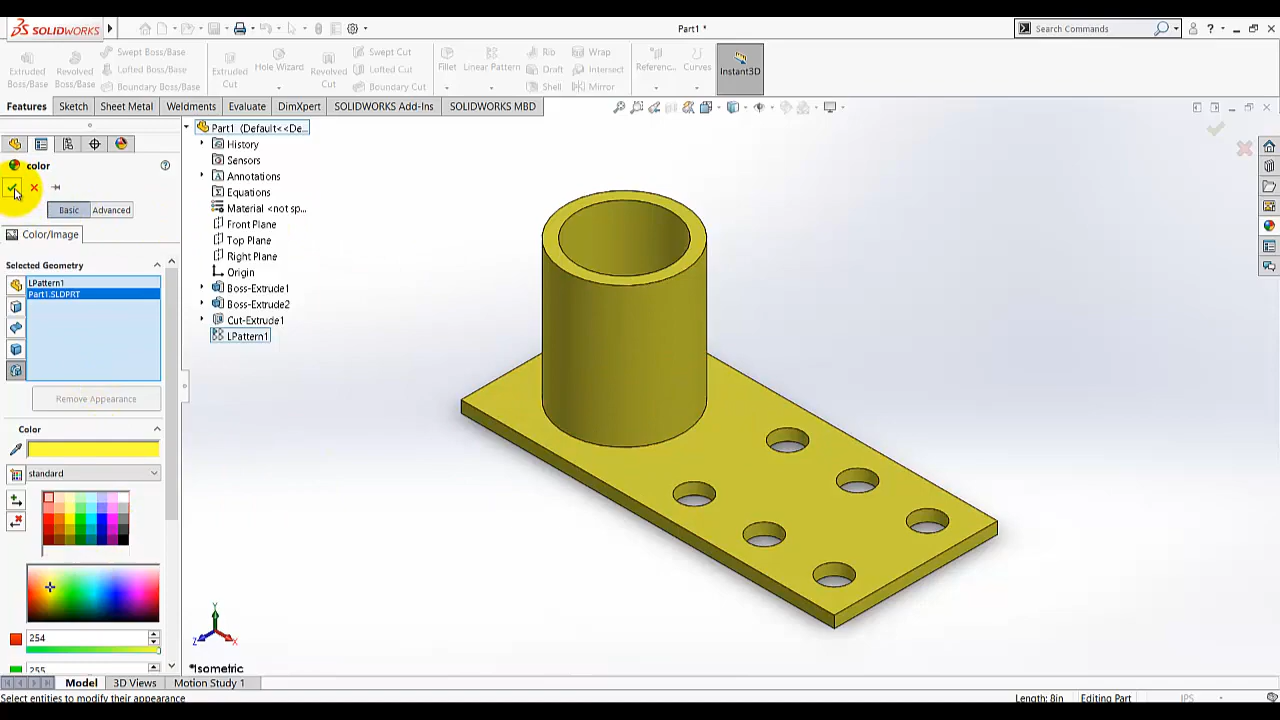 SOLIDWORKS
Part1 *
Search Commands
Extruded Boss/Base
Revolved Boss/Base
Swept Boss/Base
Lofted Boss/Base
Boundary Boss/Base
Extruded Cut
Hole Wizard
Revolved Cut
Swept Cut
Lofted Cut
Boundary Cut
Fillet
Linear Pattern
Rib
Draft
Shell
Wrap
Intersect
Mirror
Referenc...
Curves
Instant3D
Features
Sketch
Sheet Metal
Weldments
Evaluate
DimXpert
SOLIDWORKS Add-Ins
SOLIDWORKS MBD
color
Basic
Advanced
Color/Image
Selected Geometry
LPattern1
Part1.SLDPRT
Remove Appearance
Color
standard
254
255
Part1 (Default<<De...
History
Sensors
Annotations
Equations
Material <not sp...
Front Plane
Top Plane
Right Plane
Origin
Boss-Extrude1
Boss-Extrude2
Cut-Extrude1
LPattern1
Y
Z
X
*Isometric
Model
3D Views
Motion Study 1
Select entities to modify their appearance
Length: 8in
Editing Part
IPS